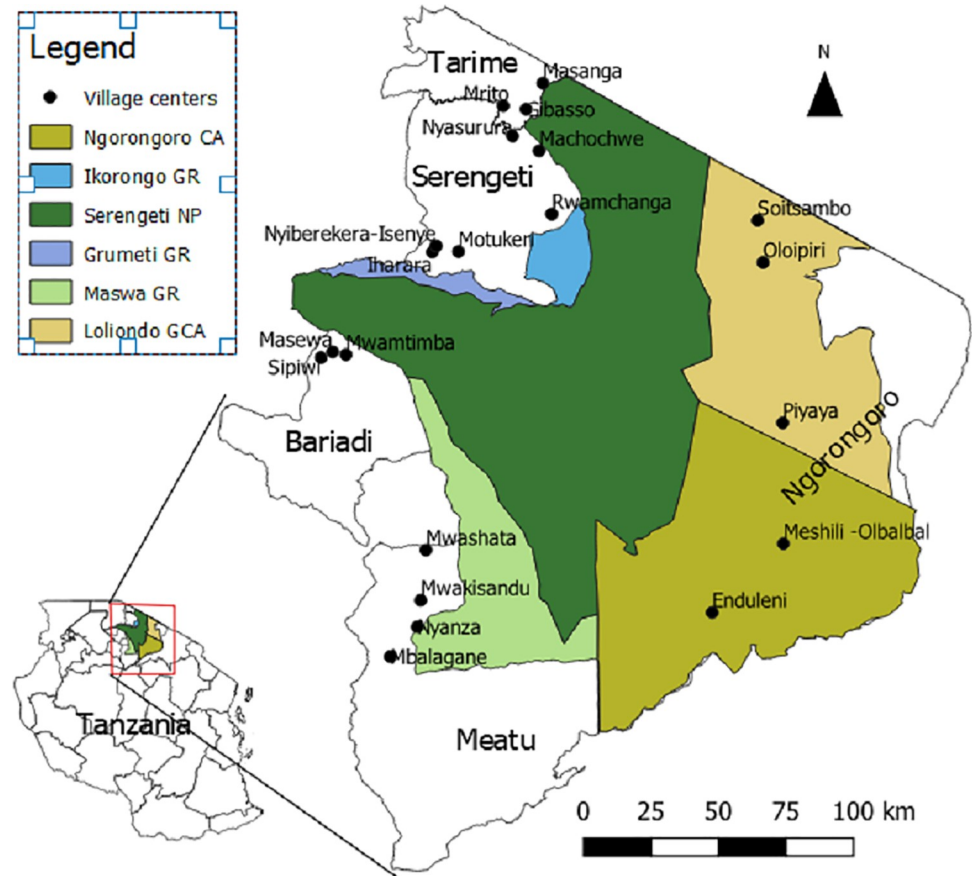 Legend
Village centers
Ngorongoro CA
Ikorongo GR
Serengeti NP
Grumeti GR
Maswa GR
Loliondo GCA
N
Tarime
Masanga
Mrito
Gibasso
Nyasurura
Machochwe
Serengeti
Rwamchanga
Soitsambo
Nyiberekera-Isenye
Motukeri
Oloipiri
Iharara
Masewa
Mwamtimba
Sipiwi
Bariadi
Piyaya
Ngorongoro
Mwashata
Meshili -Olbalbal
Mwakisandu
Enduleni
Nyanza
Mbalagane
Tanzania
Meatu
0 25 50 75 100 km